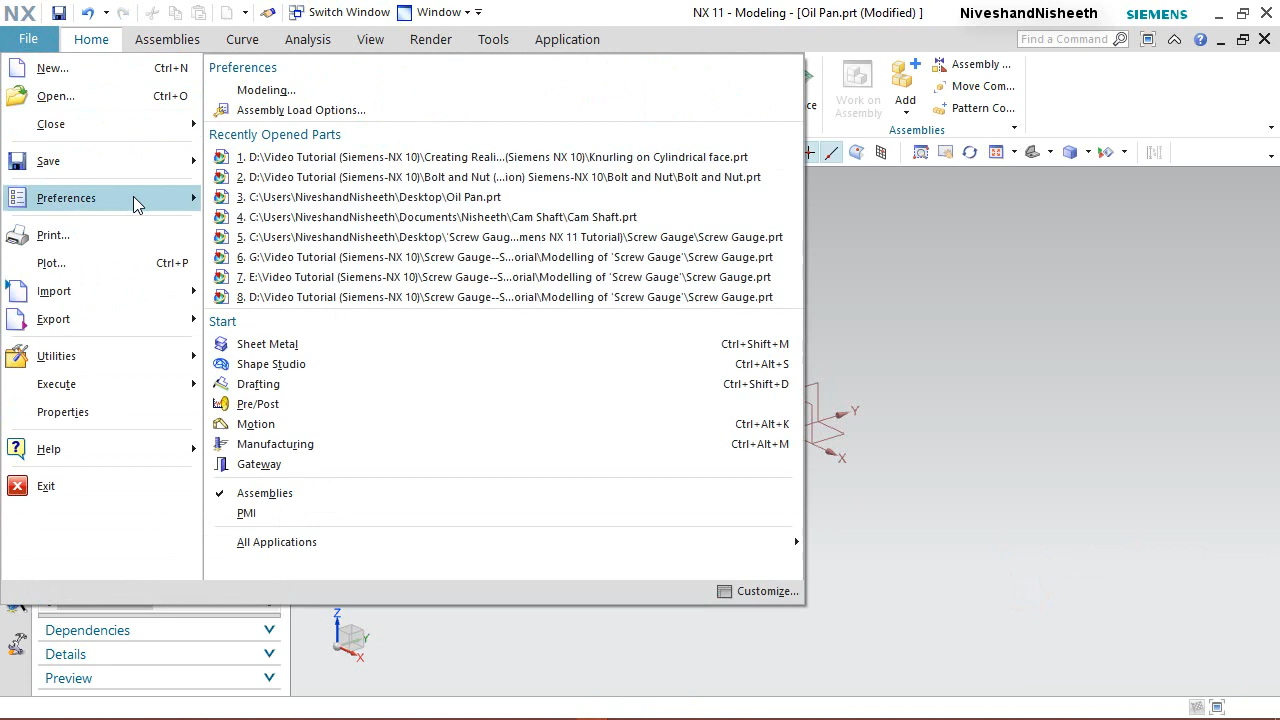 NX
Switch Window
Window
NX 11 - Modeling - [Oil Pan.prt (Modified) ]
NiveshandNisheeth
SIEMENS
File
Home
Assemblies
Curve
Analysis
View
Render
Tools
Application
Find a Command
New... Ctrl+N
Open... Ctrl+O
Close
Save
Preferences
Print...
Plot... Ctrl+P
Import
Export
Utilities
Execute
Properties
Help
Exit
Preferences
Modeling...
Assembly Load Options...
Recently Opened Parts
1. D:\Video Tutorial (Siemens-NX 10)\Creating Reali...(Siemens NX 10)\Knurling on Cylindrical face.prt
2. D:\Video Tutorial (Siemens-NX 10)\Bolt and Nut (...ion) Siemens-NX 10\Bolt and Nut\Bolt and Nut.prt
3. C:\Users\NiveshandNisheeth\Desktop\Oil Pan.prt
4. C:\Users\NiveshandNisheeth\Documents\Nisheeth\Cam Shaft\Cam Shaft.prt
5. C:\Users\NiveshandNisheeth\Desktop\'Screw Gaug...mens NX 11 Tutorial)\Screw Gauge\Screw Gauge.prt
6. G:\Video Tutorial (Siemens-NX 10)\Screw Gauge--S...orial\Modelling of 'Screw Gauge'\Screw Gauge.prt
7. E:\Video Tutorial (Siemens-NX 10)\Screw Gauge--S...orial\Modelling of 'Screw Gauge'\Screw Gauge.prt
8. D:\Video Tutorial (Siemens-NX 10)\Screw Gauge--S...orial\Modelling of 'Screw Gauge'\Screw Gauge.prt
Start
Sheet Metal Ctrl+Shift+M
Shape Studio Ctrl+Alt+S
Drafting Ctrl+Shift+D
Pre/Post
Motion Ctrl+Alt+K
Manufacturing Ctrl+Alt+M
Gateway
Assemblies
PMI
All Applications
Customize...
ce
Work on
Assembly
Add
Assembly ...
Move Com...
Pattern Co...
Assemblies
Y
X
Z
Y
X
Dependencies
Details
Preview